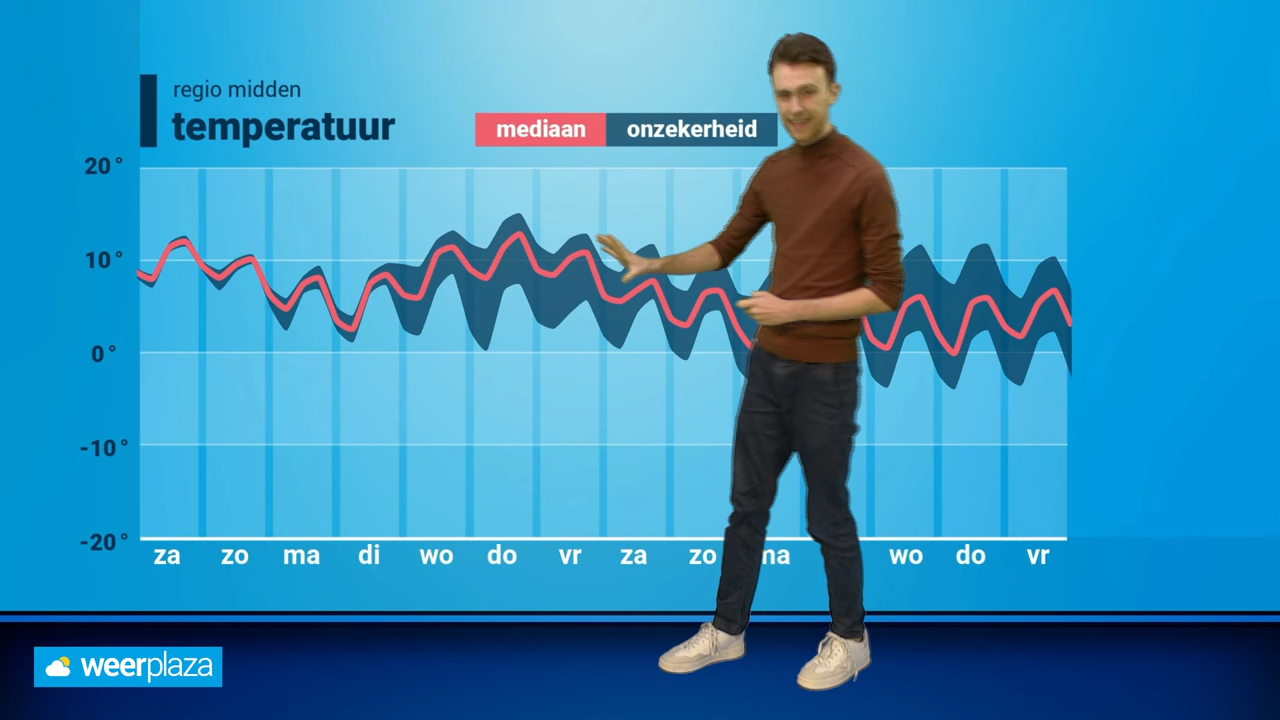 regio midden
temperatuur
mediaan onzekerheid
20°
10°
0°
-10°
-20°
za zo ma di wo do vr za zo ma wo do vr
weerplaza